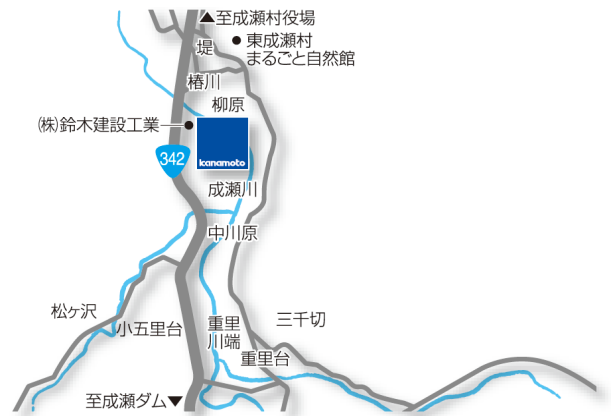 ▲至成瀬村役場
堤
● 東成瀬村
まるごと自然館
椿川
柳原
㈱鈴木建設工業
kanamoto
342
成瀬川
中川原
松ヶ沢
小五里台
重里
川端
三千切
重里台
至成瀬ダム▼